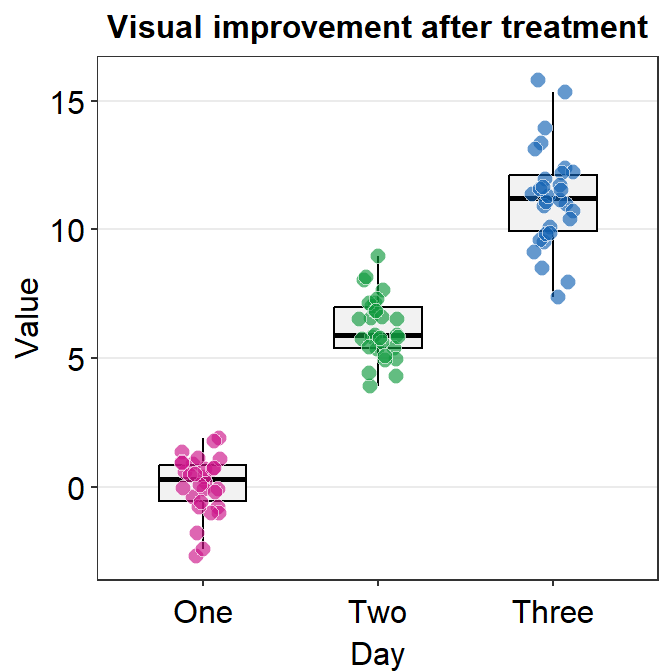 Visual improvement after treatment
15
10
5
0
Value
One Two Three
Day